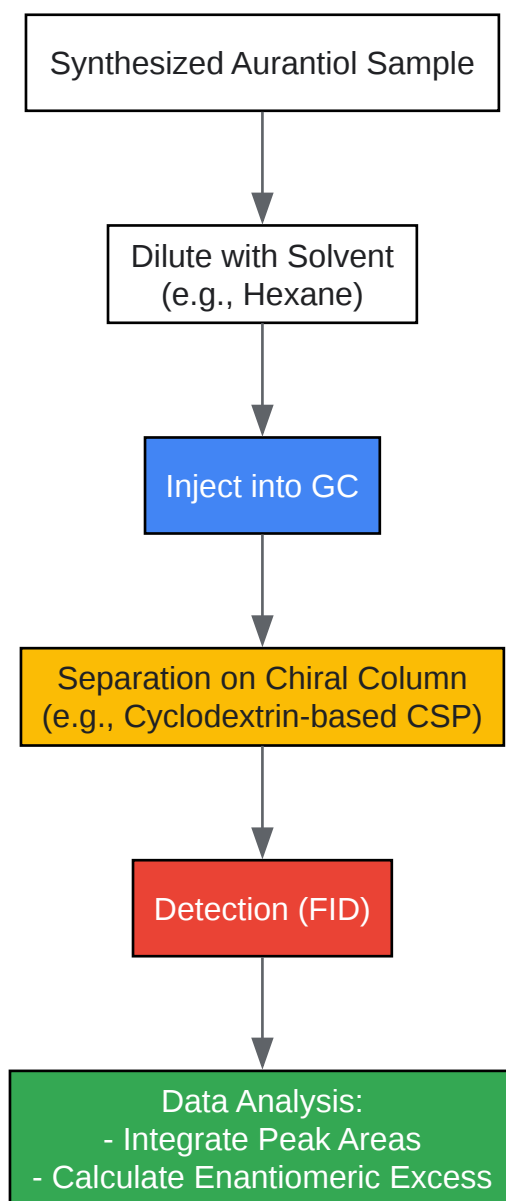 Synthesized Aurantiol Sample
Dilute with Solvent
(e.g., Hexane)
Inject into GC
Separation on Chiral Column
(e.g., Cyclodextrin-based CSP)
Detection (FID)
Data Analysis:
- Integrate Peak Areas
- Calculate Enantiomeric Excess